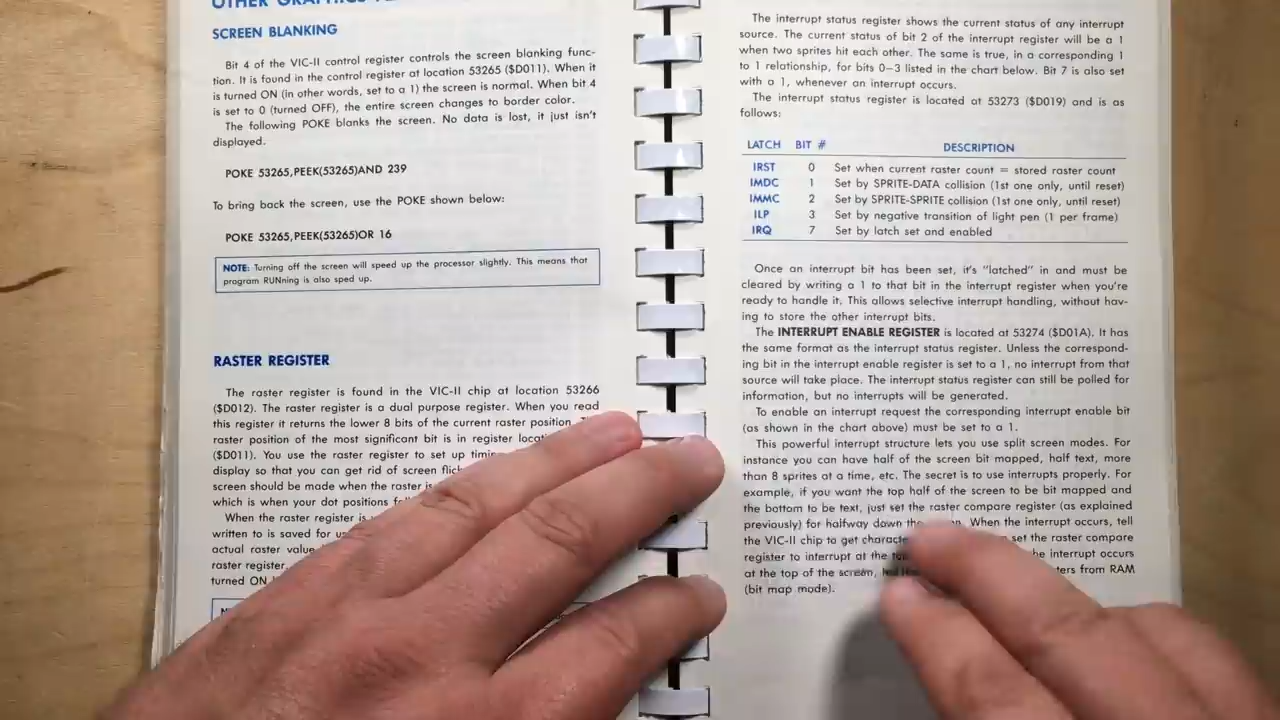 OTHER GRAPHICS
SCREEN BLANKING
Bit 4 of the VIC-II control register controls the screen blanking func-
tion. It is found in the control register at location 53265 ($D011). When it
is turned ON (in other words, set to a 1) the screen is normal. When bit 4
is set to 0 (turned OFF), the entire screen changes to border color.
The following POKE blanks the screen. No data is lost, it just isn't
displayed.
POKE 53265,PEEK(53265)AND 239
To bring back the screen, use the POKE shown below:
POKE 53265,PEEK(53265)OR 16
NOTE: Turning off the screen will speed up the processor slightly. This means that
program RUNning is also sped up.
RASTER REGISTER
The raster register is found in the VIC-II chip at location 53266
($D012). The raster register is a dual purpose register. When you read
this register it returns the lower 8 bits of the current raster position.
raster position of the most significant bit is in register
($D011). You use the raster register to set up
display so that you can get rid of screen
screen should be made when the raster is
which is when your dot positions
When the raster register is
written to is saved for
actual raster value
raster register.
turned ON
The interrupt status register shows the current status of any interrupt
source. The current status of bit 2 of the interrupt register will be a 1
when two sprites hit each other. The same is true, in a corresponding 1
to 1 relationship, for bits 0–3 listed in the chart below. Bit 7 is also set
with a 1, whenever an interrupt occurs.
The interrupt status register is located at 53273 ($D019) and is as
follows:
LATCH BIT # DESCRIPTION
IRST 0 Set when current raster count = stored raster count
IMDC 1 Set by SPRITE-DATA collision (1st one only, until reset)
IMMC 2 Set by SPRITE-SPRITE collision (1st one only, until reset)
ILP 3 Set by negative transition of light pen (1 per frame)
IRQ 7 Set by latch set and enabled
Once an interrupt bit has been set, it's "latched" in and must be
cleared by writing a 1 to that bit in the interrupt register when you're
ready to handle it. This allows selective interrupt handling, without hav-
ing to store the other interrupt bits.
The INTERRUPT ENABLE REGISTER is located at 53274 ($D01A). It has
the same format as the interrupt status register. Unless the correspond-
ing bit in the interrupt enable register is set to a 1, no interrupt from that
source will take place. The interrupt status register can still be polled for
information, but no interrupts will be generated.
To enable an interrupt request the corresponding interrupt enable bit
(as shown in the chart above) must be set to a 1.
This powerful interrupt structure lets you use split screen modes. For
instance you can have half of the screen bit mapped, half text, more
than 8 sprites at a time, etc. The secret is to use interrupts properly. For
example, if you want the top half of the screen to be bit mapped and
the bottom to be text, just set the raster compare register (as explained
previously) for halfway down the When the interrupt occurs, tell
the VIC-II chip to get set the raster compare
register to interrupt at the interrupt occurs
at the top of the screen, from RAM
(bit map mode).